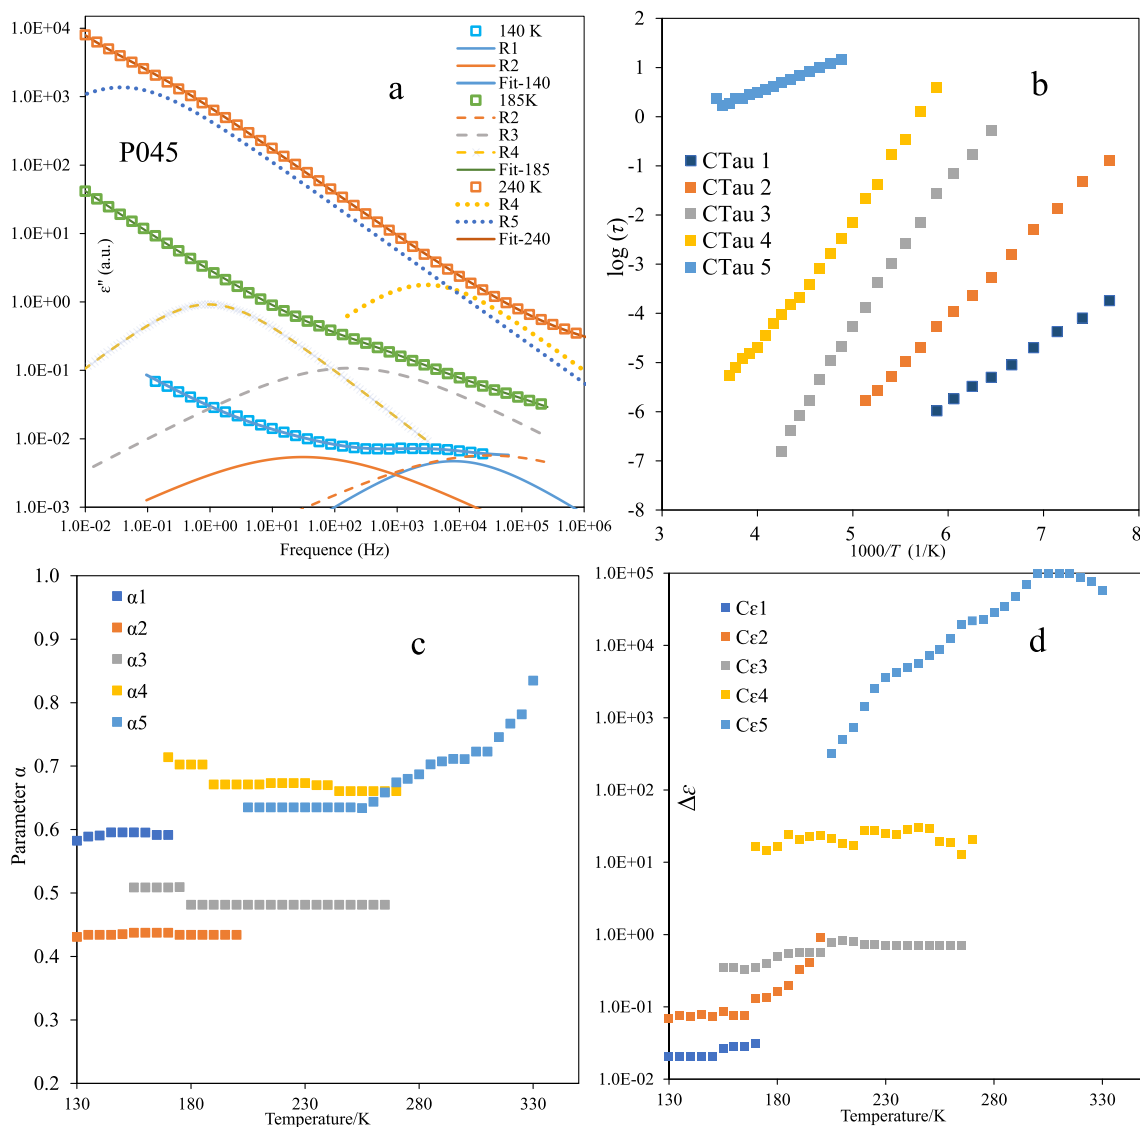 1.0E+04
1.0E+03
1.0E+02
1.0E+01
1.0E+00
1.0E-01
1.0E-02
1.0E-03
ε" (a.u.)
P045
a
140 K
R1
R2
Fit-140
185K
R2
R3
R4
Fit-185
240 K
R4
R5
Fit-240
1.0E-02 1.0E-01 1.0E+00 1.0E+01 1.0E+02 1.0E+03 1.0E+04 1.0E+05 1.0E+06
Frequence (Hz)
2
1
0
-1
-2
-3
-4
-5
-6
-7
-8
log (τ)
b
CTau 1
CTau 2
CTau 3
CTau 4
CTau 5
3 4 5 6 7 8
1000/T (1/K)
1.0
0.9
0.8
0.7
0.6
0.5
0.4
0.3
0.2
Parameter α
α1
α2
α3
α4
α5
c
130 180 230 280 330
Temperature/K
1.0E+05
1.0E+04
1.0E+03
1.0E+02
1.0E+01
1.0E+00
1.0E-01
1.0E-02
Δε
Cε1
Cε2
Cε3
Cε4
Cε5
d
130 180 230 280 330
Temperature/K